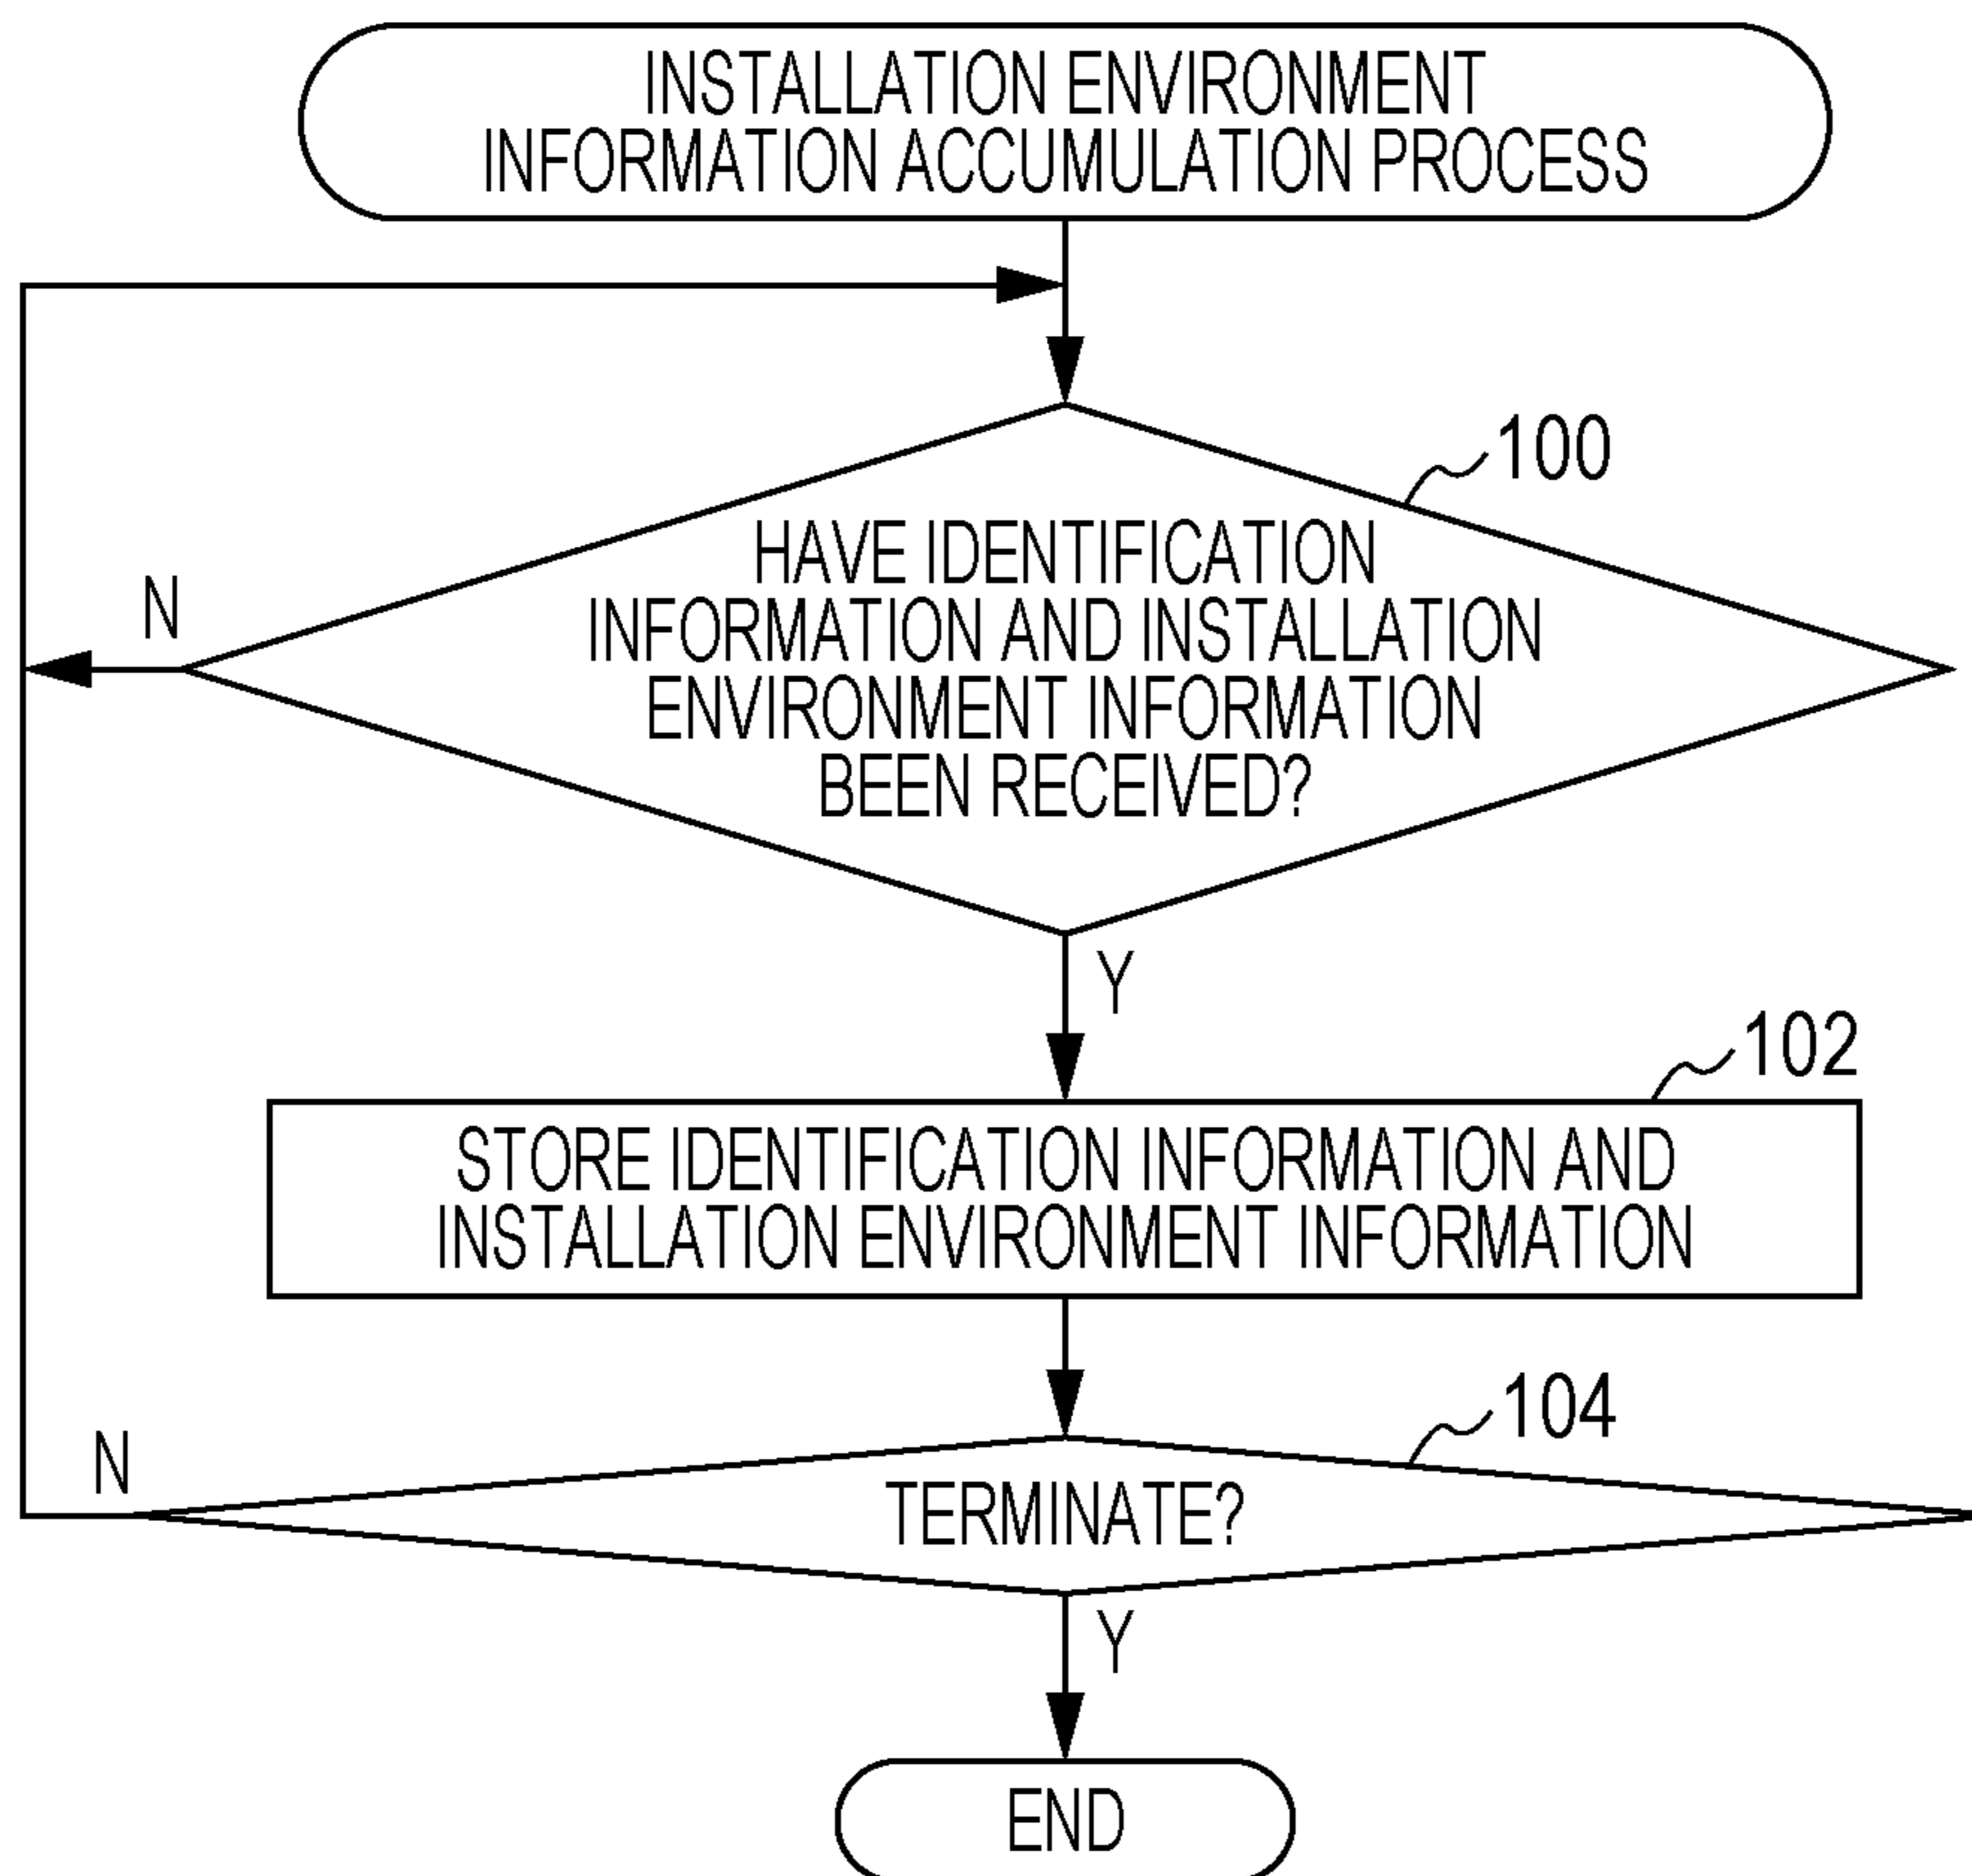 INSTALLATION ENVIRONMENT
INFORMATION ACCUMULATION PROCESS
100
HAVE IDENTIFICATION
INFORMATION AND INSTALLATION
ENVIRONMENT INFORMATION
BEEN RECEIVED?
N
Y
102
STORE IDENTIFICATION INFORMATION AND
INSTALLATION ENVIRONMENT INFORMATION
104
N
TERMINATE?
Y
END